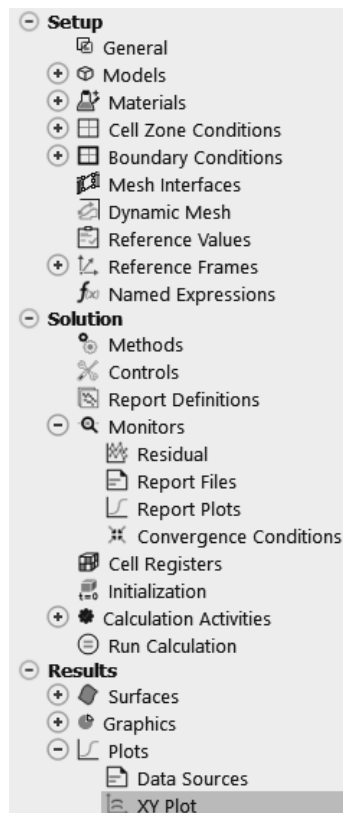 Setup
General
Models
Materials
Cell Zone Conditions
Boundary Conditions
Mesh Interfaces
Dynamic Mesh
Reference Values
Reference Frames
Named Expressions
Solution
Methods
Controls
Report Definitions
Monitors
Residual
Report Files
Report Plots
Convergence Conditions
Cell Registers
Initialization
Calculation Activities
Run Calculation
Results
Surfaces
Graphics
Plots
Data Sources
XY Plot